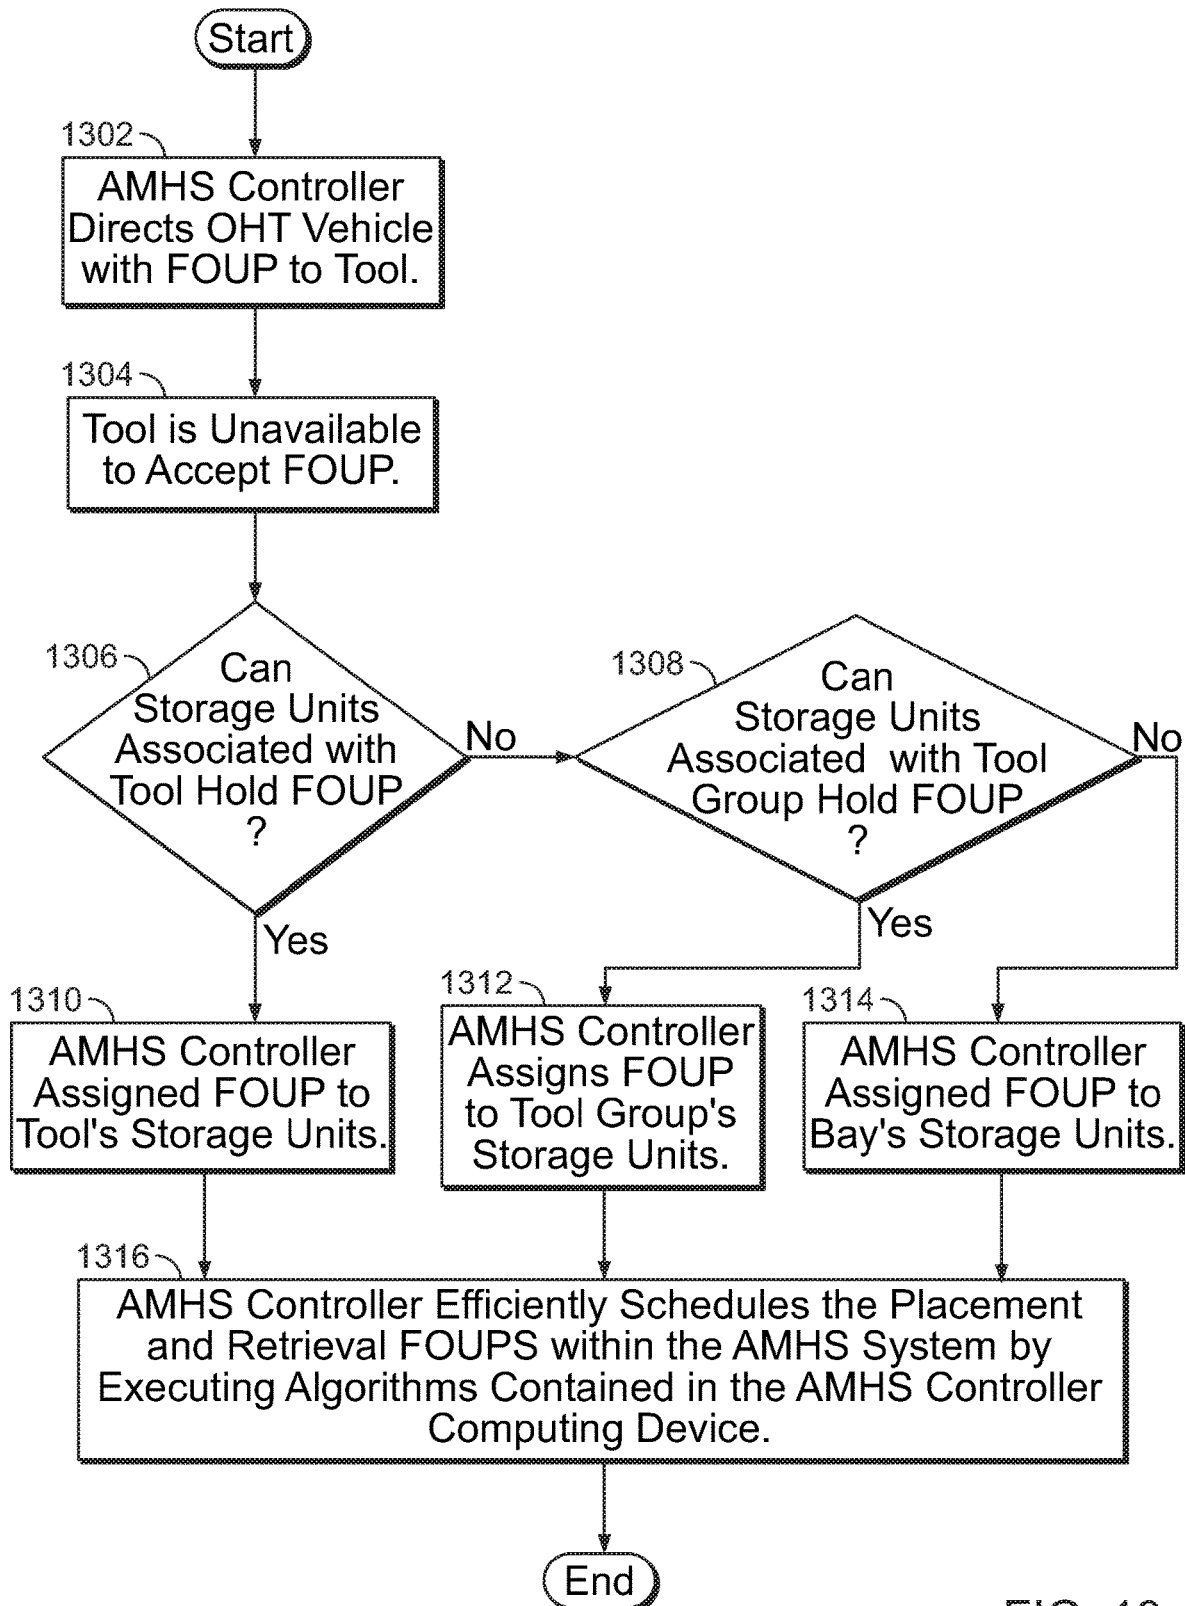 Start
1302
AMHS Controller
Directs OHT Vehicle
with FOUP to Tool.
1304
Tool is Unavailable
to Accept FOUP.
1306
Can
Storage Units
Associated with
Tool Hold FOUP
?
No
Yes
1308
Can
Storage Units
Associated with Tool
Group Hold FOUP
?
No
Yes
1310
AMHS Controller
Assigned FOUP to
Tool's Storage Units.
1312
AMHS Controller
Assigns FOUP
to Tool Group's
Storage Units.
1314
AMHS Controller
Assigned FOUP to
Bay's Storage Units.
1316
AMHS Controller Efficiently Schedules the Placement
and Retrieval FOUPS within the AMHS System by
Executing Algorithms Contained in the AMHS Controller
Computing Device.
End